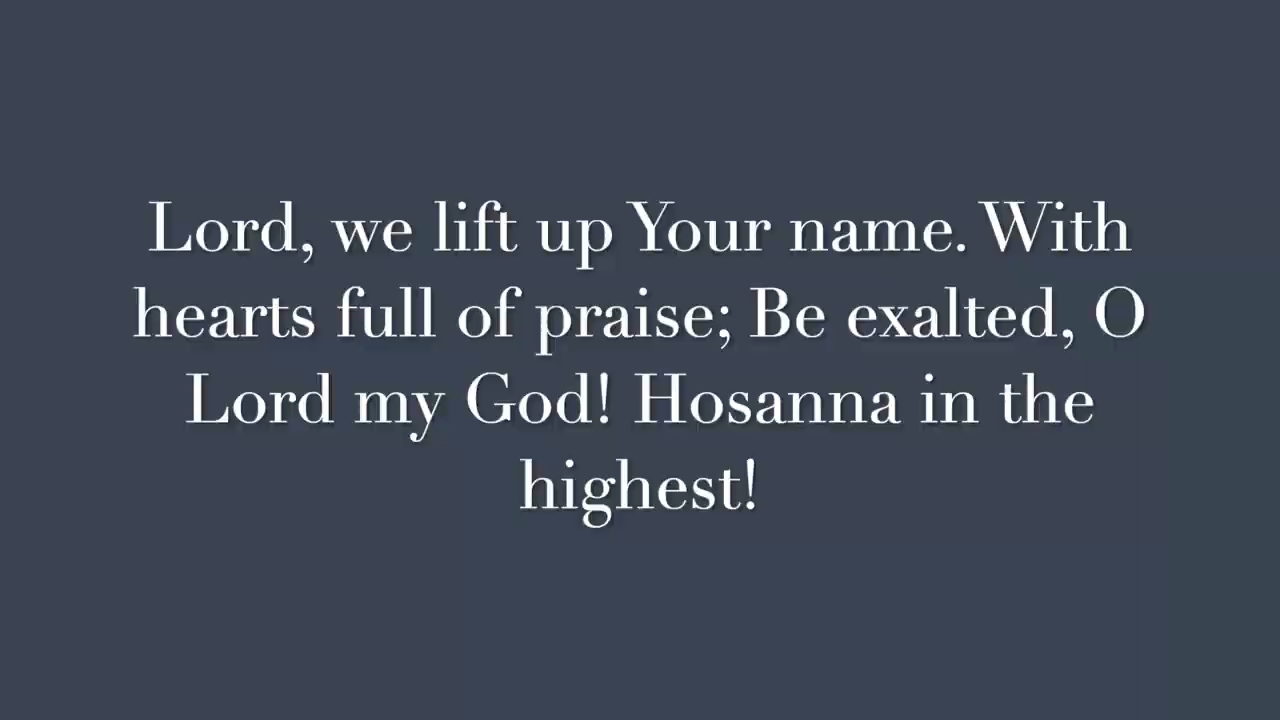 Lord, we lift up Your name. With
hearts full of praise; Be exalted, O
Lord my God! Hosanna in the
highest!